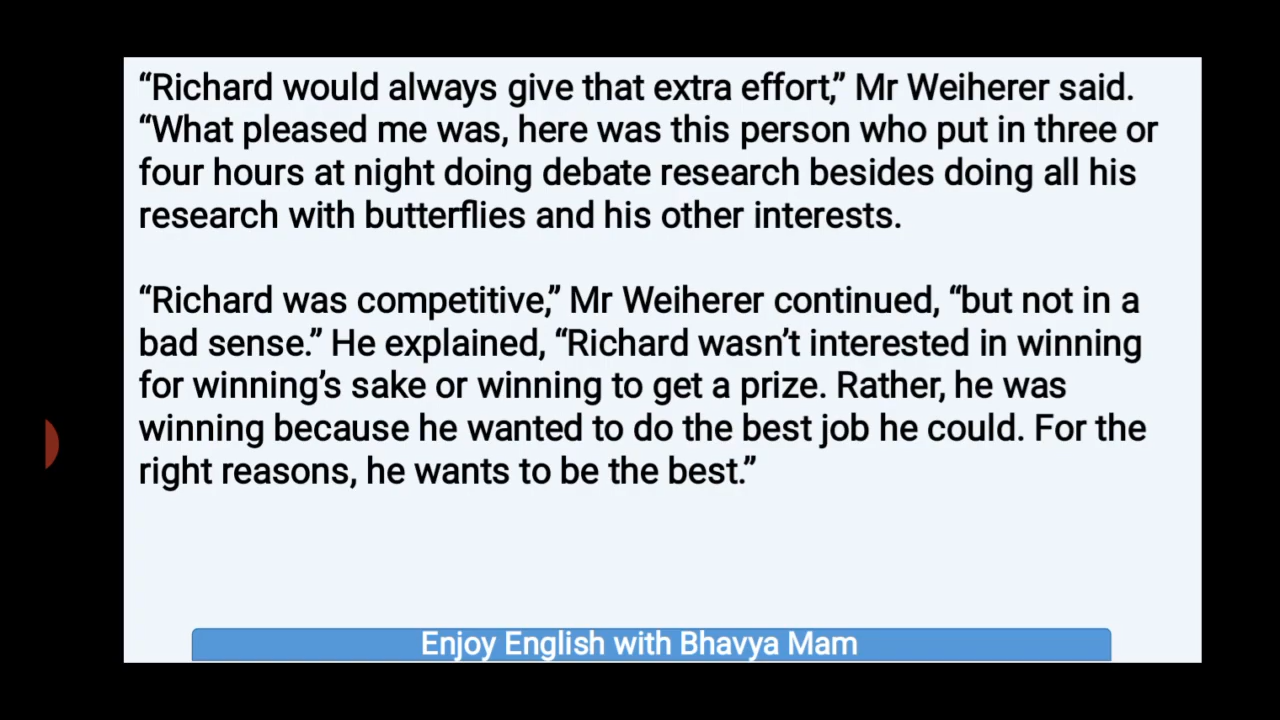 “Richard would always give that extra effort,” Mr Weiherer said.
“What pleased me was, here was this person who put in three or
four hours at night doing debate research besides doing all his
research with butterflies and his other interests.
“Richard was competitive,” Mr Weiherer continued, “but not in a
bad sense.” He explained, “Richard wasn’t interested in winning
for winning’s sake or winning to get a prize. Rather, he was
winning because he wanted to do the best job he could. For the
right reasons, he wants to be the best.”
Enjoy English with Bhavya Mam